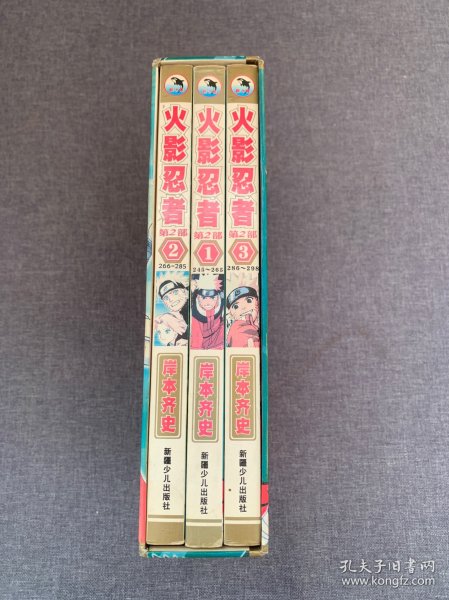 火影忍者
第2部
2
266~285
岸本齐史
新疆少儿出版社
火影忍者
第2部
1
245~265
岸本齐史
新疆少儿出版社
火影忍者
第2部
3
286~298
岸本齐史
新疆少儿出版社
孔夫子旧书网
www.kongfz.com